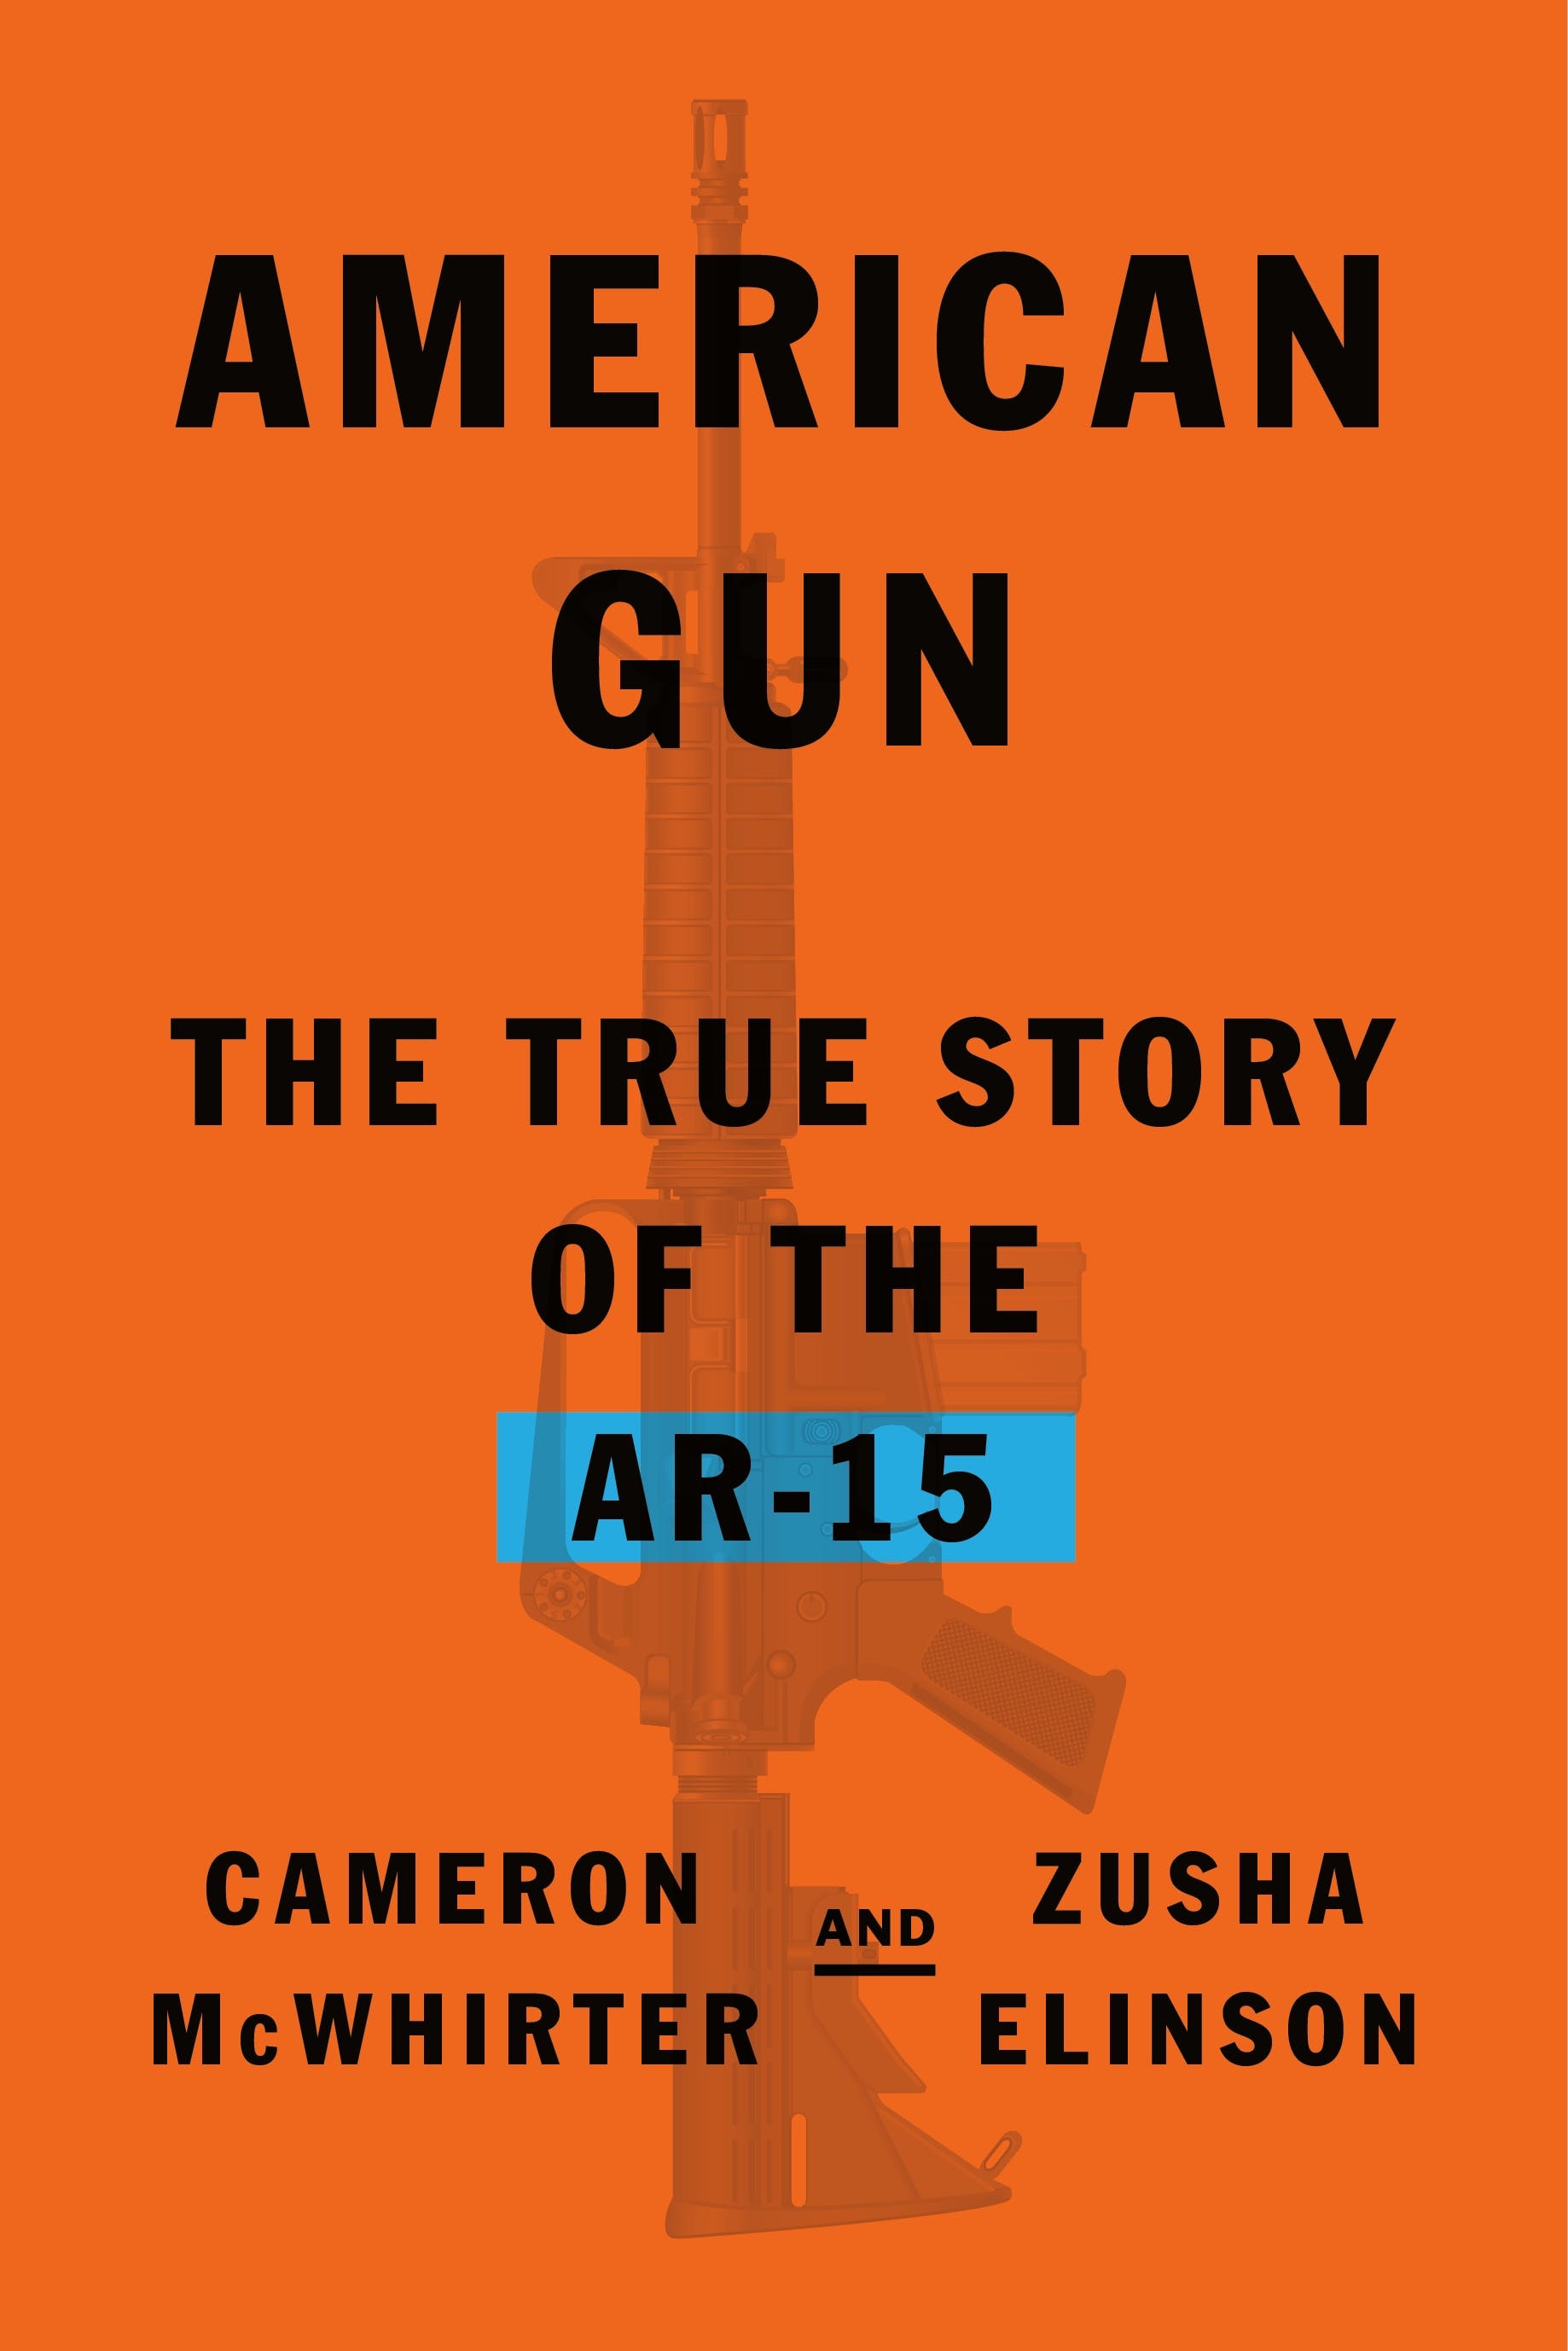 AMERICAN
GUN
THE TRUE STORY
OF THE
AR-15
CAMERON
McWHIRTER
AND
ZUSHA
ELINSON